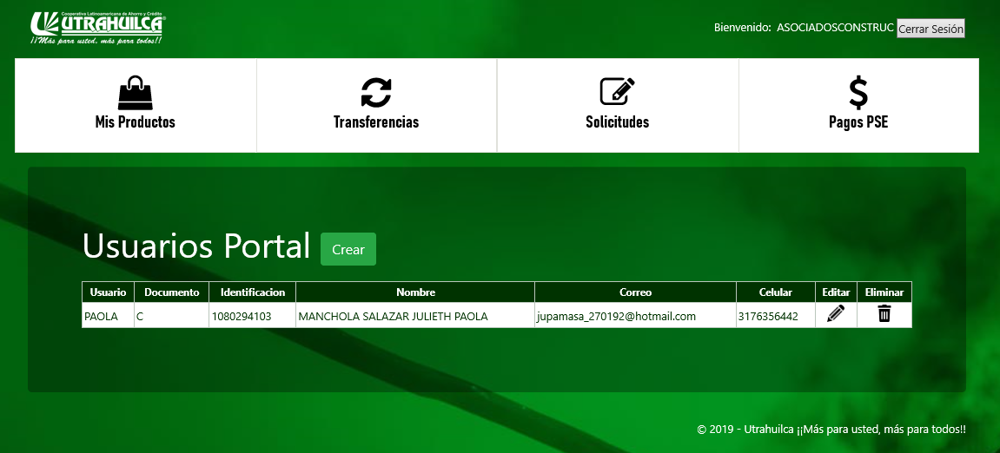 Cooperativa Latinoamericana de Ahorro y Crédito
UTRAHUILCA®
¡¡Más para usted, más para todos!!
Bienvenido: ASOCIADOSCONSTRUC Cerrar Sesión
Mis Productos Transferencias Solicitudes Pagos PSE
Usuarios Portal Crear
Usuario Documento Identificacion Nombre Correo Celular Editar Eliminar
PAOLA C 1080294103 MANCHOLA SALAZAR JULIETH PAOLA jupamasa_270192@hotmail.com 3176356442
© 2019 - Utrahuilca ¡¡Más para usted, más para todos!!